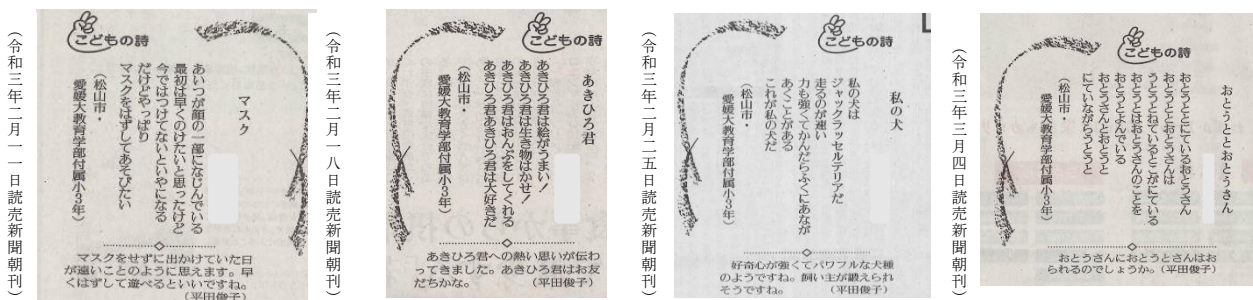 こどもの詩
マスク
あいつが顔の一部になじんでいる
最初は早くのけたいと思ったけど
今ではつけてないといやになる
だけどやっぱり
マスクをはずしてあそびたい
（松山市・
愛媛大教育学部付属小3年）
マスクをせずに出かけていた日
が遠いことのように思えます。早
くはずして遊べるといいですね。
（平田俊子）
（令和三年二月一一日読売新聞朝刊）
こどもの詩
あきひろ君
あきひろ君は絵がうまい！
あきひろ君は生き物はかせ！
あきひろ君はおんぶをしてくれる
あきひろ君あきひろ君は大好きだ
（松山市・
愛媛大教育学部付属小3年）
あきひろ君への熱い思いが伝わ
ってきました。あきひろ君はお友
だちかな。（平田俊子）
（令和三年二月一八日読売新聞朝刊）
こどもの詩
私の犬
私の犬は
ジャックラッセルテリアだ
走るのが速い
力も強くてかんだらふくにあなが
あくことがある
これが私の犬だ
（松山市・
愛媛大教育学部付属小3年）
好奇心が強くてパワフルな犬種
のようですね。飼い主が鍛えられ
そうですね。（平田俊子）
（令和三年二月二五日読売新聞朝刊）
こどもの詩
おとうととおとうさん
おとうとににているおとうさん
おとうととおとうさんは
うとうとねているとこがにている
おとうとはおとうさんのことを
おとうとよんでいる
おとうさんとおとうと
にていながらうとうと
（松山市・
愛媛大教育学部付属小3年）
おとうさんにおとうとさんはお
られるのでしょうか。（平田俊子）
（令和三年三月四日読売新聞朝刊）